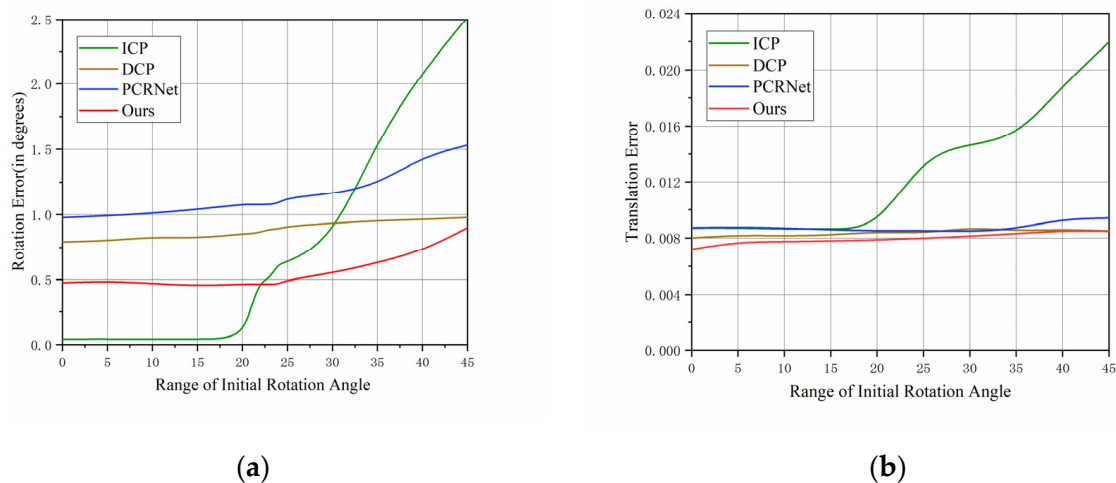 2.5
2.0
1.5
1.0
0.5
0.0
Rotation Error(in degrees)
ICP
DCP
PCRNet
Ours
0 5 10 15 20 25 30 35 40 45
Range of Initial Rotation Angle
(a)
0.024
0.020
0.016
0.012
0.008
0.004
0.000
Translation Error
ICP
DCP
PCRNet
Ours
0 5 10 15 20 25 30 35 40 45
Range of Initial Rotation Angle
(b)